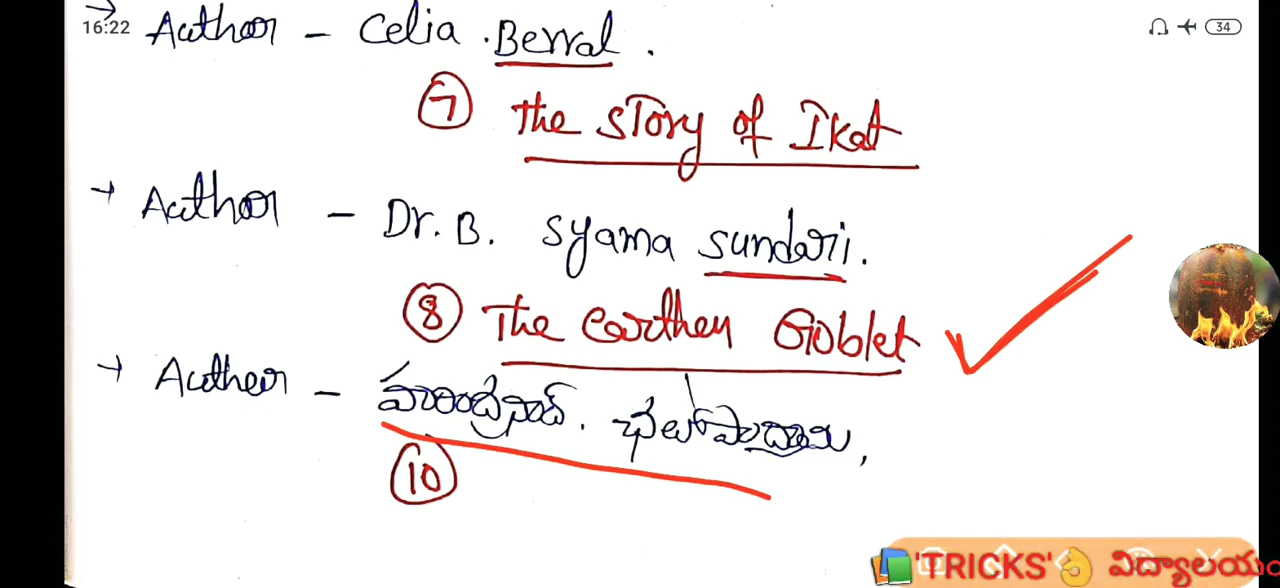 16:22 Author - Celia . Berral . 34
7 The story of Ikat
→ Author - Dr. B. Syama sundari.
8 The earthen Goblet
→ Author - హరింద్రనాథ్ . ఛటోపాధ్యాయ ,
10
'TRICKS' విద్యాలయం